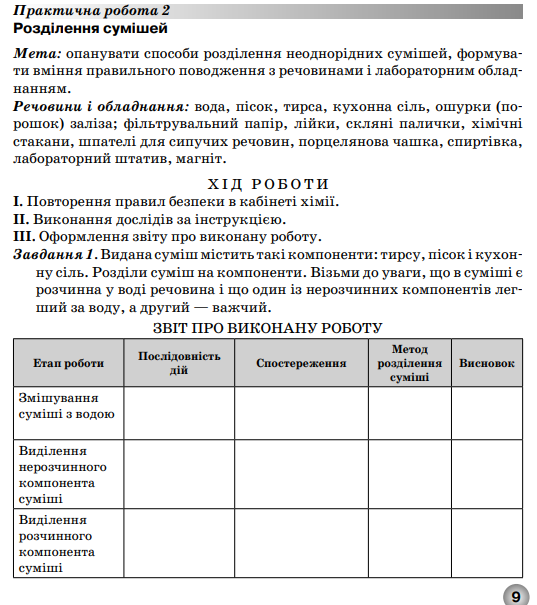 Практична робота 2
Розділення сумішей
Мета: опанувати способи розділення неоднорідних сумішей, формува-
ти вміння правильного поводження з речовинами і лабораторним облад-
нанням.
Речовини і обладнання: вода, пісок, тирса, кухонна сіль, ошурки (по-
рошок) заліза; фільтрувальний папір, лійки, скляні палички, хімічні
стакани, шпателі для сипучих речовин, порцелянова чашка, спиртівка,
лабораторний штатив, магніт.
ХІД РОБОТИ
I. Повторення правил безпеки в кабінеті хімії.
II. Виконання дослідів за інструкцією.
III. Оформлення звіту про виконану роботу.
Завдання 1. Видана суміш містить такі компоненти: тирсу, пісок і кухон-
ну сіль. Розділи суміш на компоненти. Візьми до уваги, що в суміші є
розчинна у воді речовина і що один із нерозчинних компонентів лег-
ший за воду, а другий — важчий.
ЗВІТ ПРО ВИКОНАНУ РОБОТУ
Етап роботи
Послідовність
дій
Спостереження
Метод
розділення
суміші
Висновок
Змішування
суміші з водою
Виділення
нерозчинного
компонента
суміші
Виділення
розчинного
компонента
суміші
9